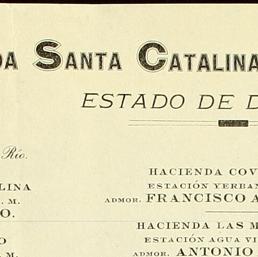 DA SANTA CATALINA
ESTADO DE D
Río.
HACIENDA COV
LINA
ESTACIÓN YERBAN
. M.
ADMOR. FRANCISCO A
O.
HACIENDA LAS M
O
ESTACIÓN AGUA VI
. M.
ADMOR. ANTONIO